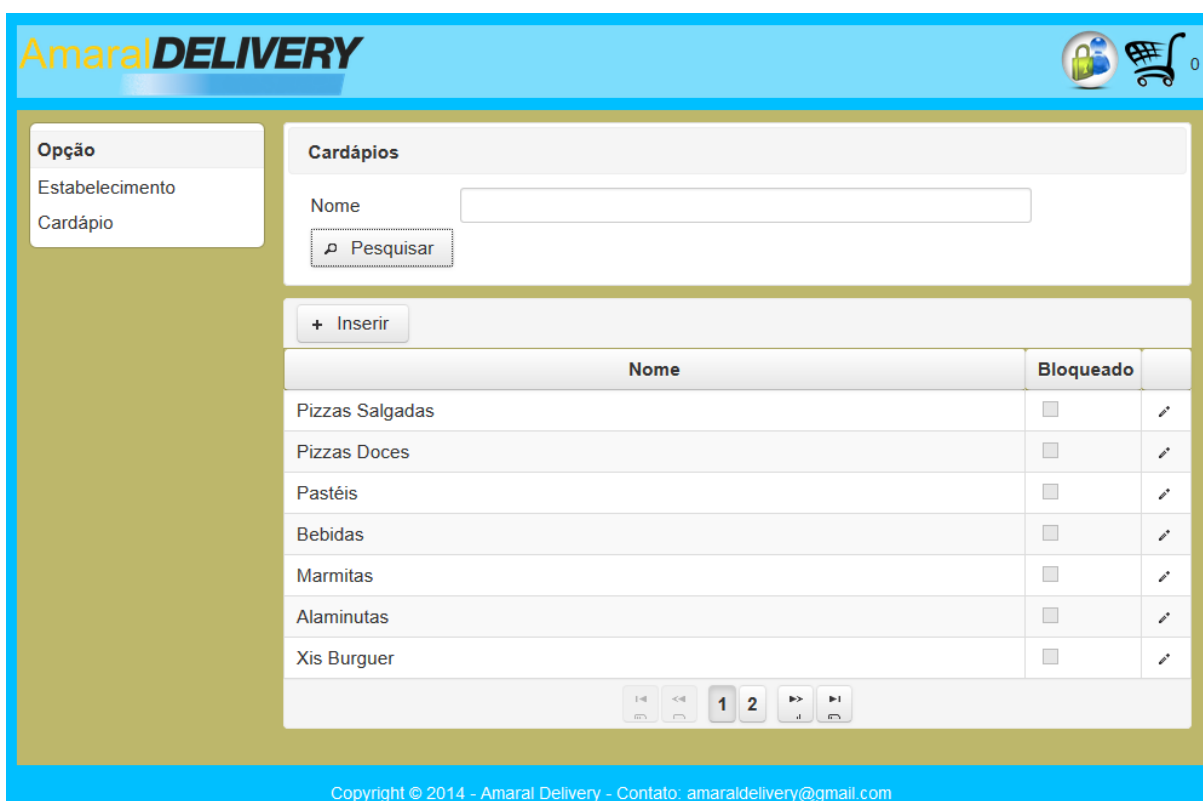 AmaralDELIVERY
0
Opção
Estabelecimento
Cardápio
Cardápios
Nome
Pesquisar
+ Inserir
Nome Bloqueado
Pizzas Salgadas
Pizzas Doces
Pastéis
Bebidas
Marmitas
Alaminutas
Xis Burguer
1 2
Copyright © 2014 - Amaral Delivery - Contato: amaraldelivery@gmail.com